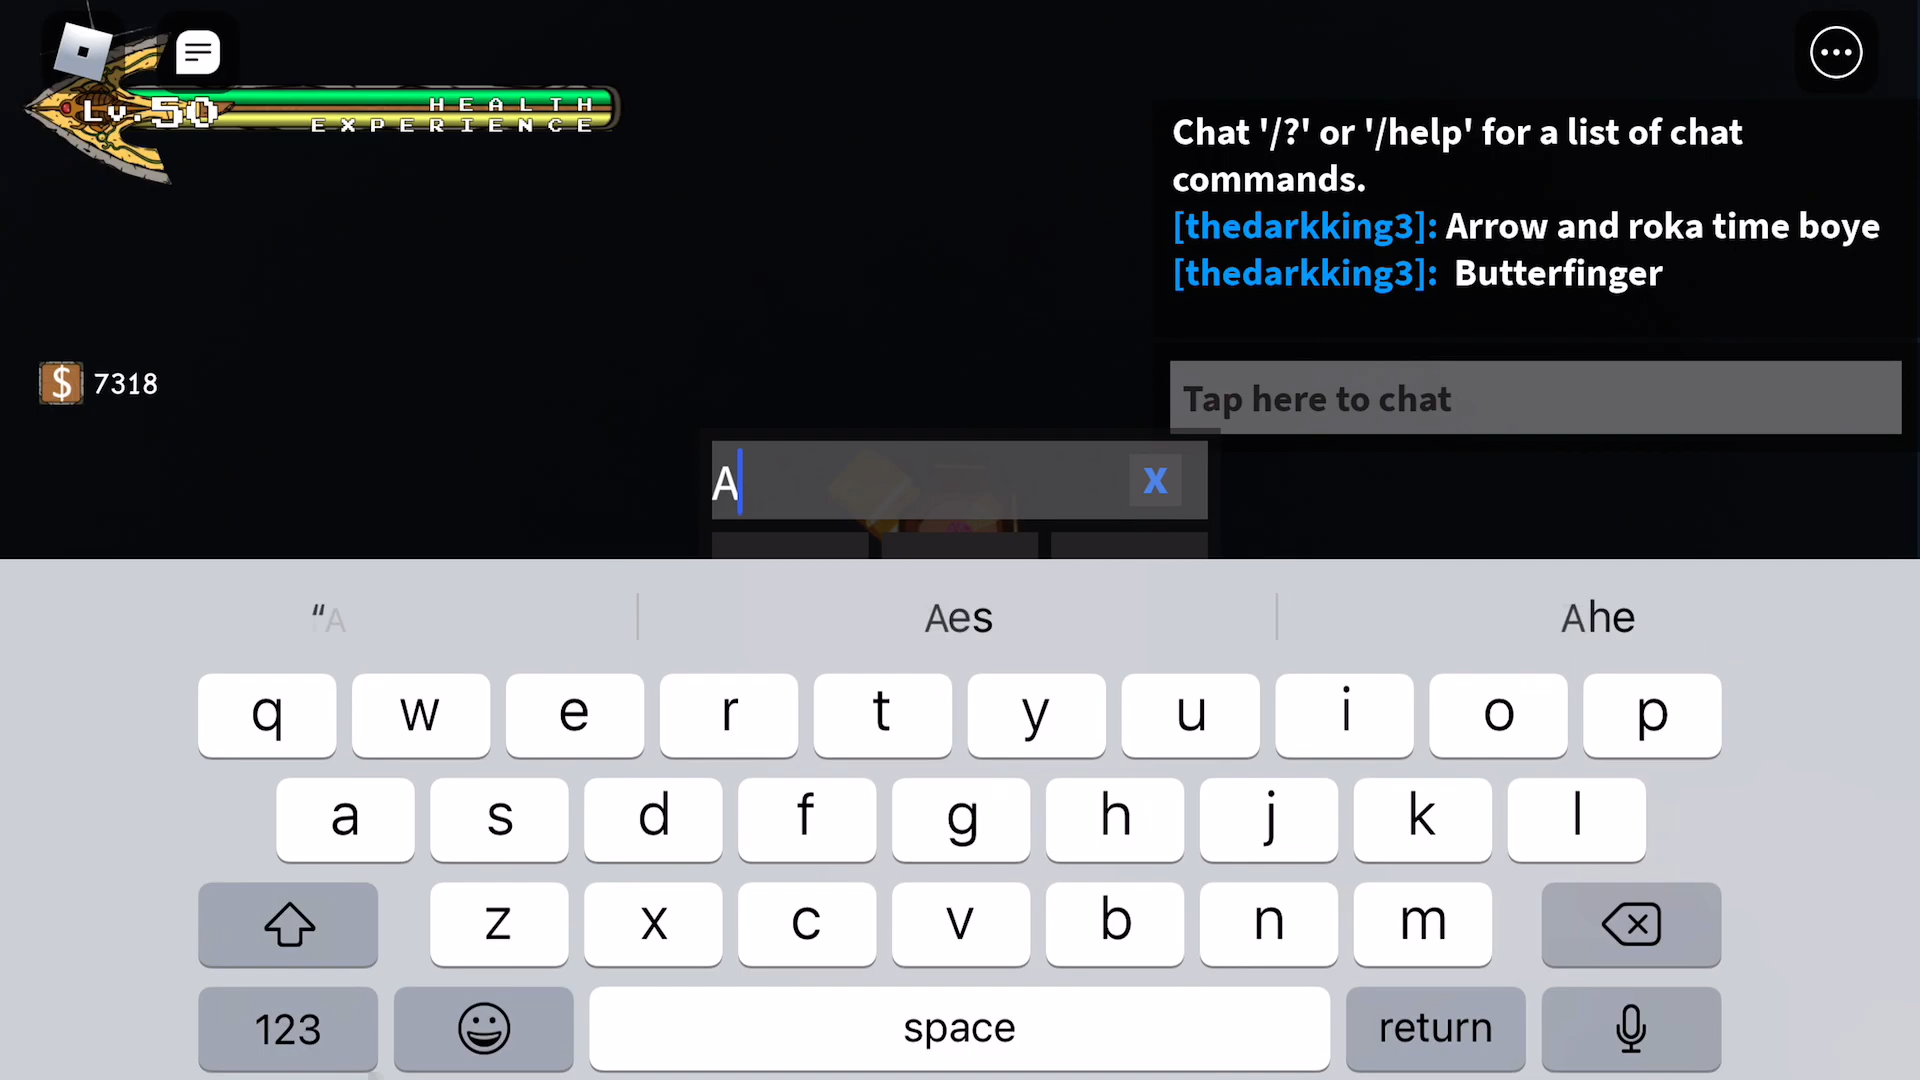 Lv.50
HEALTH
EXPERIENCE
Chat '/?' or '/help' for a list of chat
commands.
[thedarkking3]: Arrow and roka time boye
[thedarkking3]: Butterfinger
$ 7318
Tap here to chat
A
X
“A
Aes
Ahe
q w e r t y u i o p
a s d f g h j k l
z x c v b n m
123
space
return